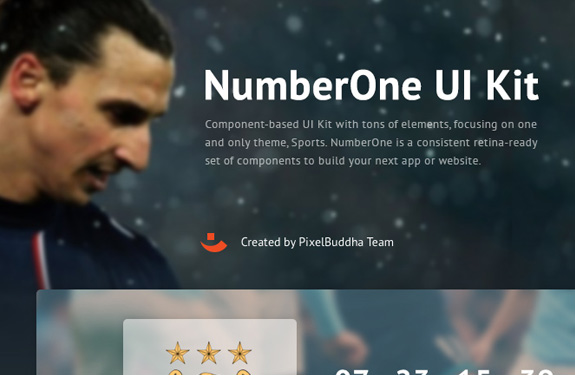 NumberOne UI Kit
Component-based UI Kit with tons of elements, focusing on one
and only theme, Sports. NumberOne is a consistent retina-ready
set of components to build your next app or website.
Created by PixelBuddha Team